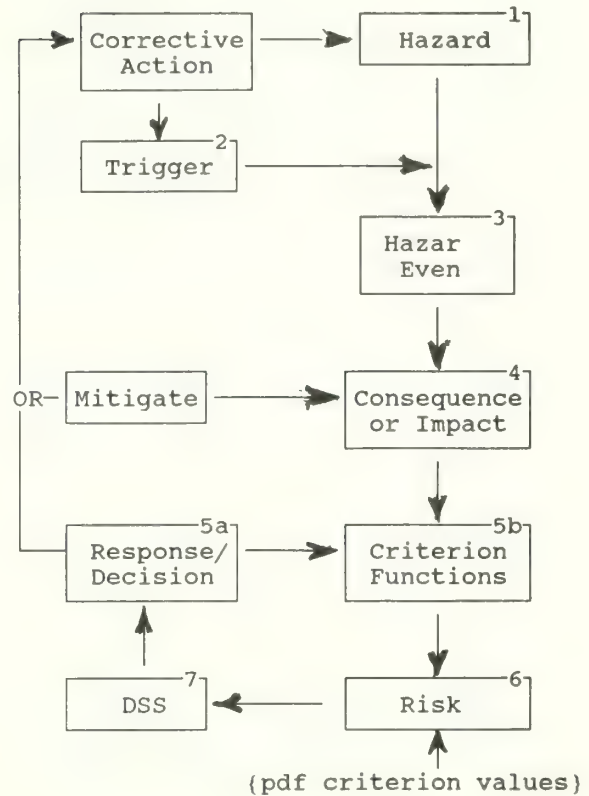 Corrective
Action
1
Hazard
2
Trigger
3
Hazar
Even
OR
Mitigate
4
Consequence
or Impact
5a
Response/
Decision
5b
Criterion
Functions
7
DSS
6
Risk
{pdf criterion values}